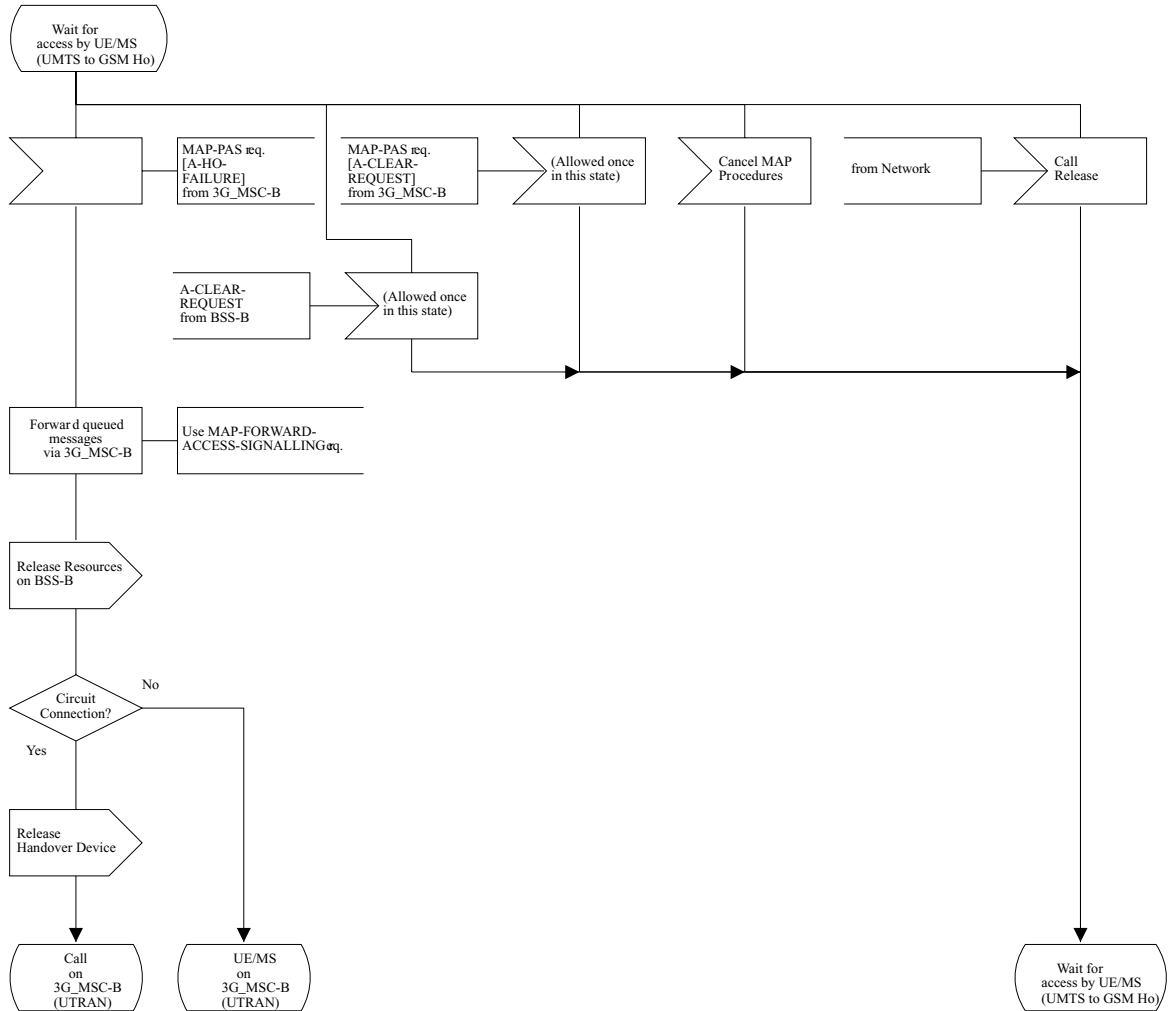 Wait for
access by UE/MS
(UMTS to GSM Ho)
MAP-PAS req.
[A-HO-
FAILURE]
from 3G_MSC-B
MAP-PAS req.
[A-CLEAR-
REQUEST]
from 3G_MSC-B
(Allowed once
in this state)
Cancel MAP
Procedures
from Network
Call
Release
A-CLEAR-
REQUEST
from BSS-B
(Allowed once
in this state)
Forward queued
messages
via 3G_MSC-B
Use MAP-FORWARD-
ACCESS-SIGNALLING req.
Release Resources
on BSS-B
Circuit
Connection?
No
Yes
Release
Handover Device
Call
on
3G_MSC-B
(UTRAN)
UE/MS
on
3G_MSC-B
(UTRAN)
Wait for
access by UE/MS
(UMTS to GSM Ho)